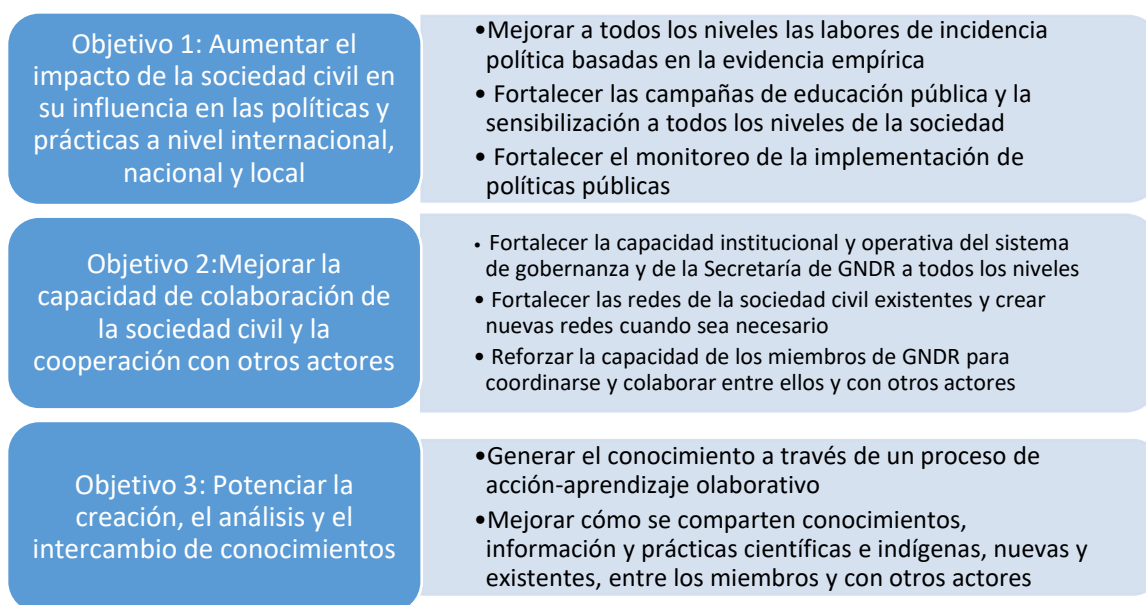 Objetivo 1: Aumentar el
impacto de la sociedad civil en
su influencia en las políticas y
prácticas a nivel internacional,
nacional y local
•Mejorar a todos los niveles las labores de incidencia
política basadas en la evidencia empírica
• Fortalecer las campañas de educación pública y la
sensibilización a todos los niveles de la sociedad
• Fortalecer el monitoreo de la implementación de
políticas públicas
Objetivo 2:Mejorar la
capacidad de colaboración de
la sociedad civil y la
cooperación con otros actores
• Fortalecer la capacidad institucional y operativa del sistema
de gobernanza y de la Secretaría de GNDR a todos los niveles
• Fortalecer las redes de la sociedad civil existentes y crear
nuevas redes cuando sea necesario
• Reforzar la capacidad de los miembros de GNDR para
coordinarse y colaborar entre ellos y con otros actores
Objetivo 3: Potenciar la
creación, el análisis y el
intercambio de conocimientos
•Generar el conocimiento a través de un proceso de
acción-aprendizaje olaborativo
•Mejorar cómo se comparten conocimientos,
información y prácticas científicas e indígenas, nuevas y
existentes, entre los miembros y con otros actores